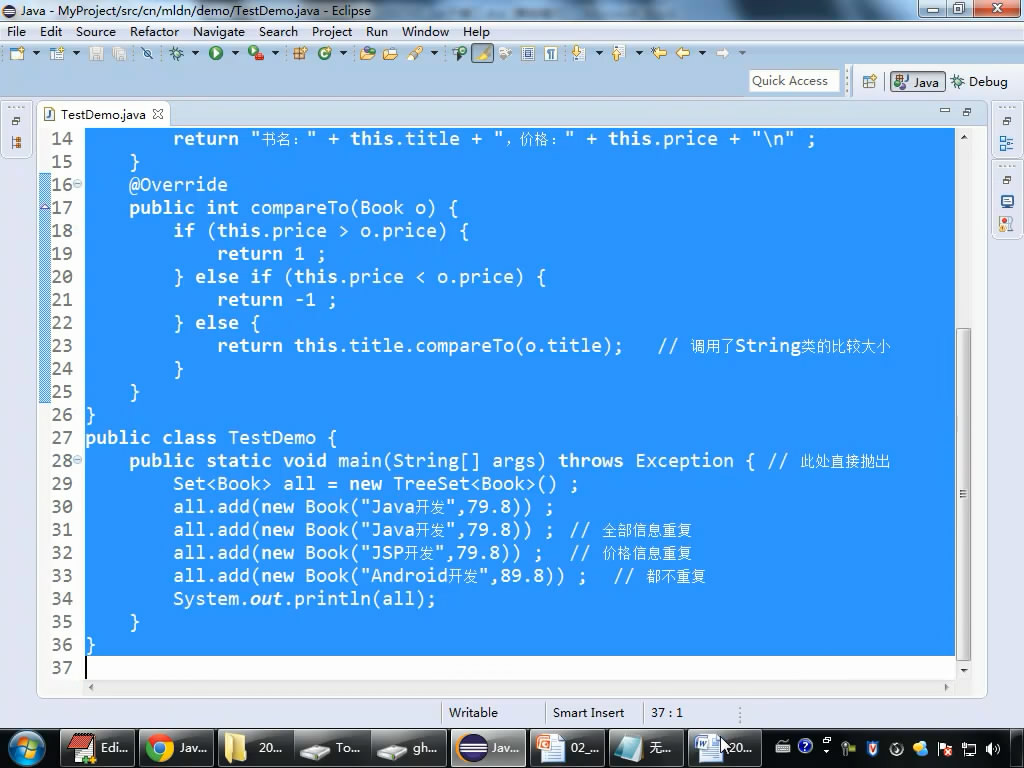 Java - MyProject/src/cn/mldn/demo/TestDemo.java - Eclipse
File Edit Source Refactor Navigate Search Project Run Window Help
Quick Access Java Debug
TestDemo.java
14 return "书名：" + this.title + "，价格：" + this.price + "\n" ;
15 }
16 @Override
17 public int compareTo(Book o) {
18 if (this.price > o.price) {
19 return 1 ;
20 } else if (this.price < o.price) {
21 return -1 ;
22 } else {
23 return this.title.compareTo(o.title); // 调用了String类的比较大小
24 }
25 }
26 }
27 public class TestDemo {
28 public static void main(String[] args) throws Exception { // 此处直接抛出
29 Set<Book> all = new TreeSet<Book>() ;
30 all.add(new Book("Java开发",79.8)) ;
31 all.add(new Book("Java开发",79.8)) ; // 全部信息重复
32 all.add(new Book("JSP开发",79.8)) ; // 价格信息重复
33 all.add(new Book("Android开发",89.8)) ; // 都不重复
34 System.out.println(all);
35 }
36 }
37
Writable Smart Insert 37 : 1
Edi... Jav... 20... To... gh... Jav... 02_... 无... 20...